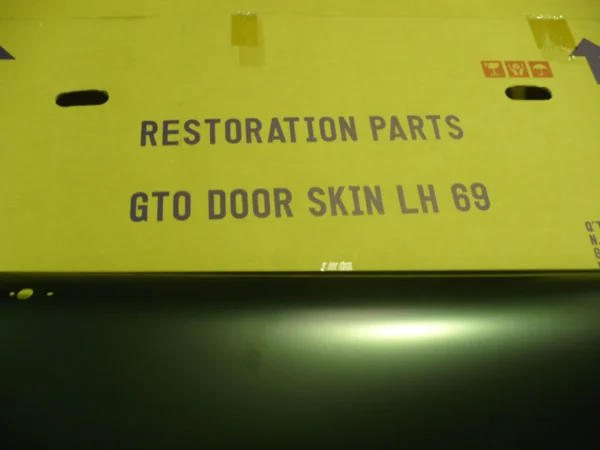 RESTORATION PARTS
GTO DOOR SKIN LH 69